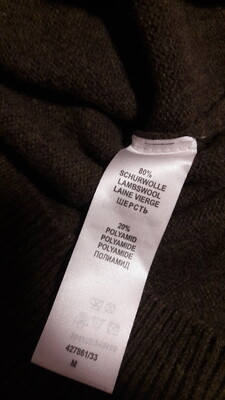 80%
SCHURWOLLE
LAMBSWOOL
LAINE VIERGE
ШЕРСТЬ
20%
POLYAMID
POLYAMIDE
POLYAMIDE
ПОЛИАМИД
427861/33
M